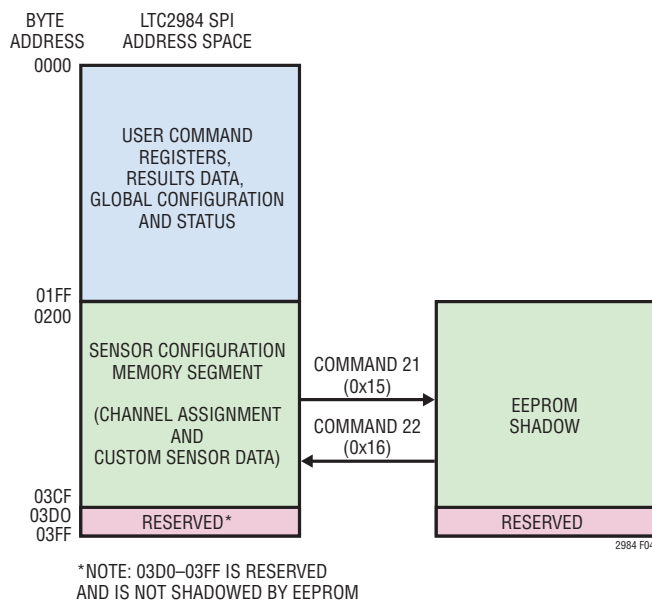 BYTE
ADDRESS
LTC2984 SPI
ADDRESS SPACE
0000
USER COMMAND
REGISTERS,
RESULTS DATA,
GLOBAL CONFIGURATION
AND STATUS
01FF
0200
SENSOR CONFIGURATION
MEMORY SEGMENT
(CHANNEL ASSIGNMENT
AND
CUSTOM SENSOR DATA)
COMMAND 21
(0x15)
COMMAND 22
(0x16)
EEPROM
SHADOW
03CF
03D0
03FF
RESERVED*
RESERVED
2984 F04
*NOTE: 03D0–03FF IS RESERVED
AND IS NOT SHADOWED BY EEPROM